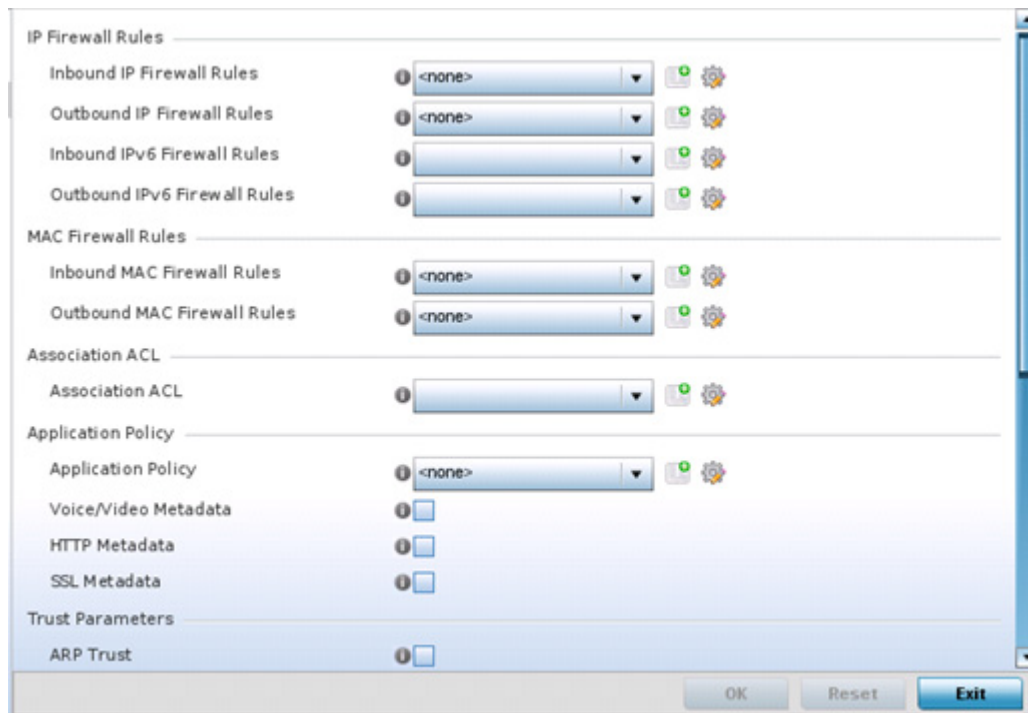 IP Firewall Rules
Inbound IP Firewall Rules <none>
Outbound IP Firewall Rules <none>
Inbound IPv6 Firewall Rules
Outbound IPv6 Firewall Rules
MAC Firewall Rules
Inbound MAC Firewall Rules <none>
Outbound MAC Firewall Rules <none>
Association ACL
Association ACL
Application Policy
Application Policy <none>
Voice/Video Metadata
HTTP Metadata
SSL Metadata
Trust Parameters
ARP Trust
OK Reset Exit